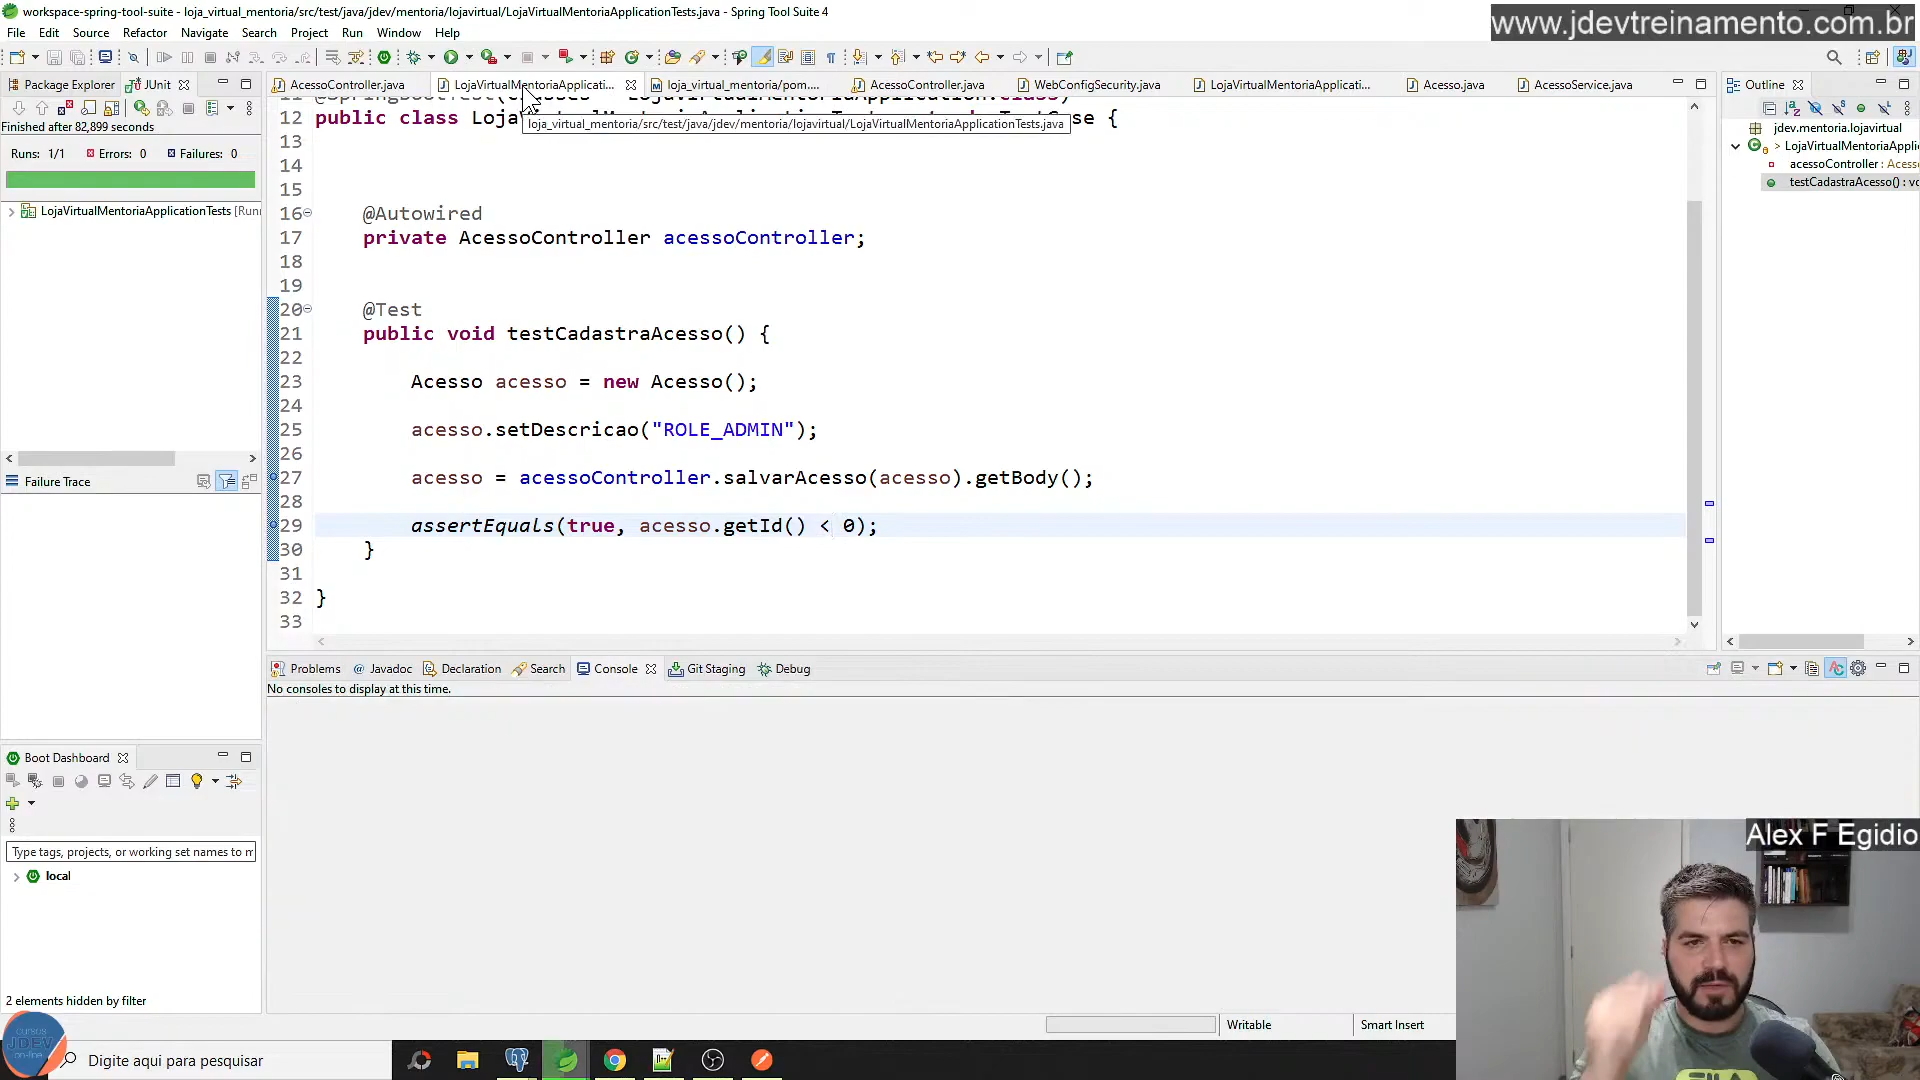 workspace-spring-tool-suite - loja_virtual_mentoria/src/test/java/jdev/mentoria/lojavirtual/LojaVirtualMentoriaApplicationTests.java - Spring Tool Suite 4
www.jdevtreinamento.com.br
File Edit Source Refactor Navigate Search Project Run Window Help
Package Explorer JUnit
AcessoController.java LojaVirtualMentoriaApplicati... loja_virtual_mentoria/pom.... AcessoController.java WebConfigSecurity.java LojaVirtualMentoriaApplicati... Acesso.java AcessoService.java
Outline
Finished after 82,899 seconds
Runs: 1/1 Errors: 0 Failures: 0
LojaVirtualMentoriaApplicationTests [Runn
12 public class Loja
loja_virtual_mentoria/src/test/java/jdev/mentoria/lojavirtual/LojaVirtualMentoriaApplicationTests.java
13
14
15
16 @Autowired
17 private AcessoController acessoController;
18
19
20 @Test
21 public void testCadastraAcesso() {
22
23 Acesso acesso = new Acesso();
24
25 acesso.setDescricao("ROLE_ADMIN");
26
27 acesso = acessoController.salvarAcesso(acesso).getBody();
28
29 assertEquals(true, acesso.getId() < 0);
30 }
31
32 }
33
jdev.mentoria.lojavirtual
> LojaVirtualMentoriaAppli
acessoController : Acess
testCadastraAcesso() : vo
Failure Trace
Problems Javadoc Declaration Search Console Git Staging Debug
No consoles to display at this time.
Boot Dashboard
Type tags, projects, or working set names to m
local
2 elements hidden by filter
Writable Smart Insert
Alex F Egidio
cursos
JDEV
on-line
Digite aqui para pesquisar
FILA